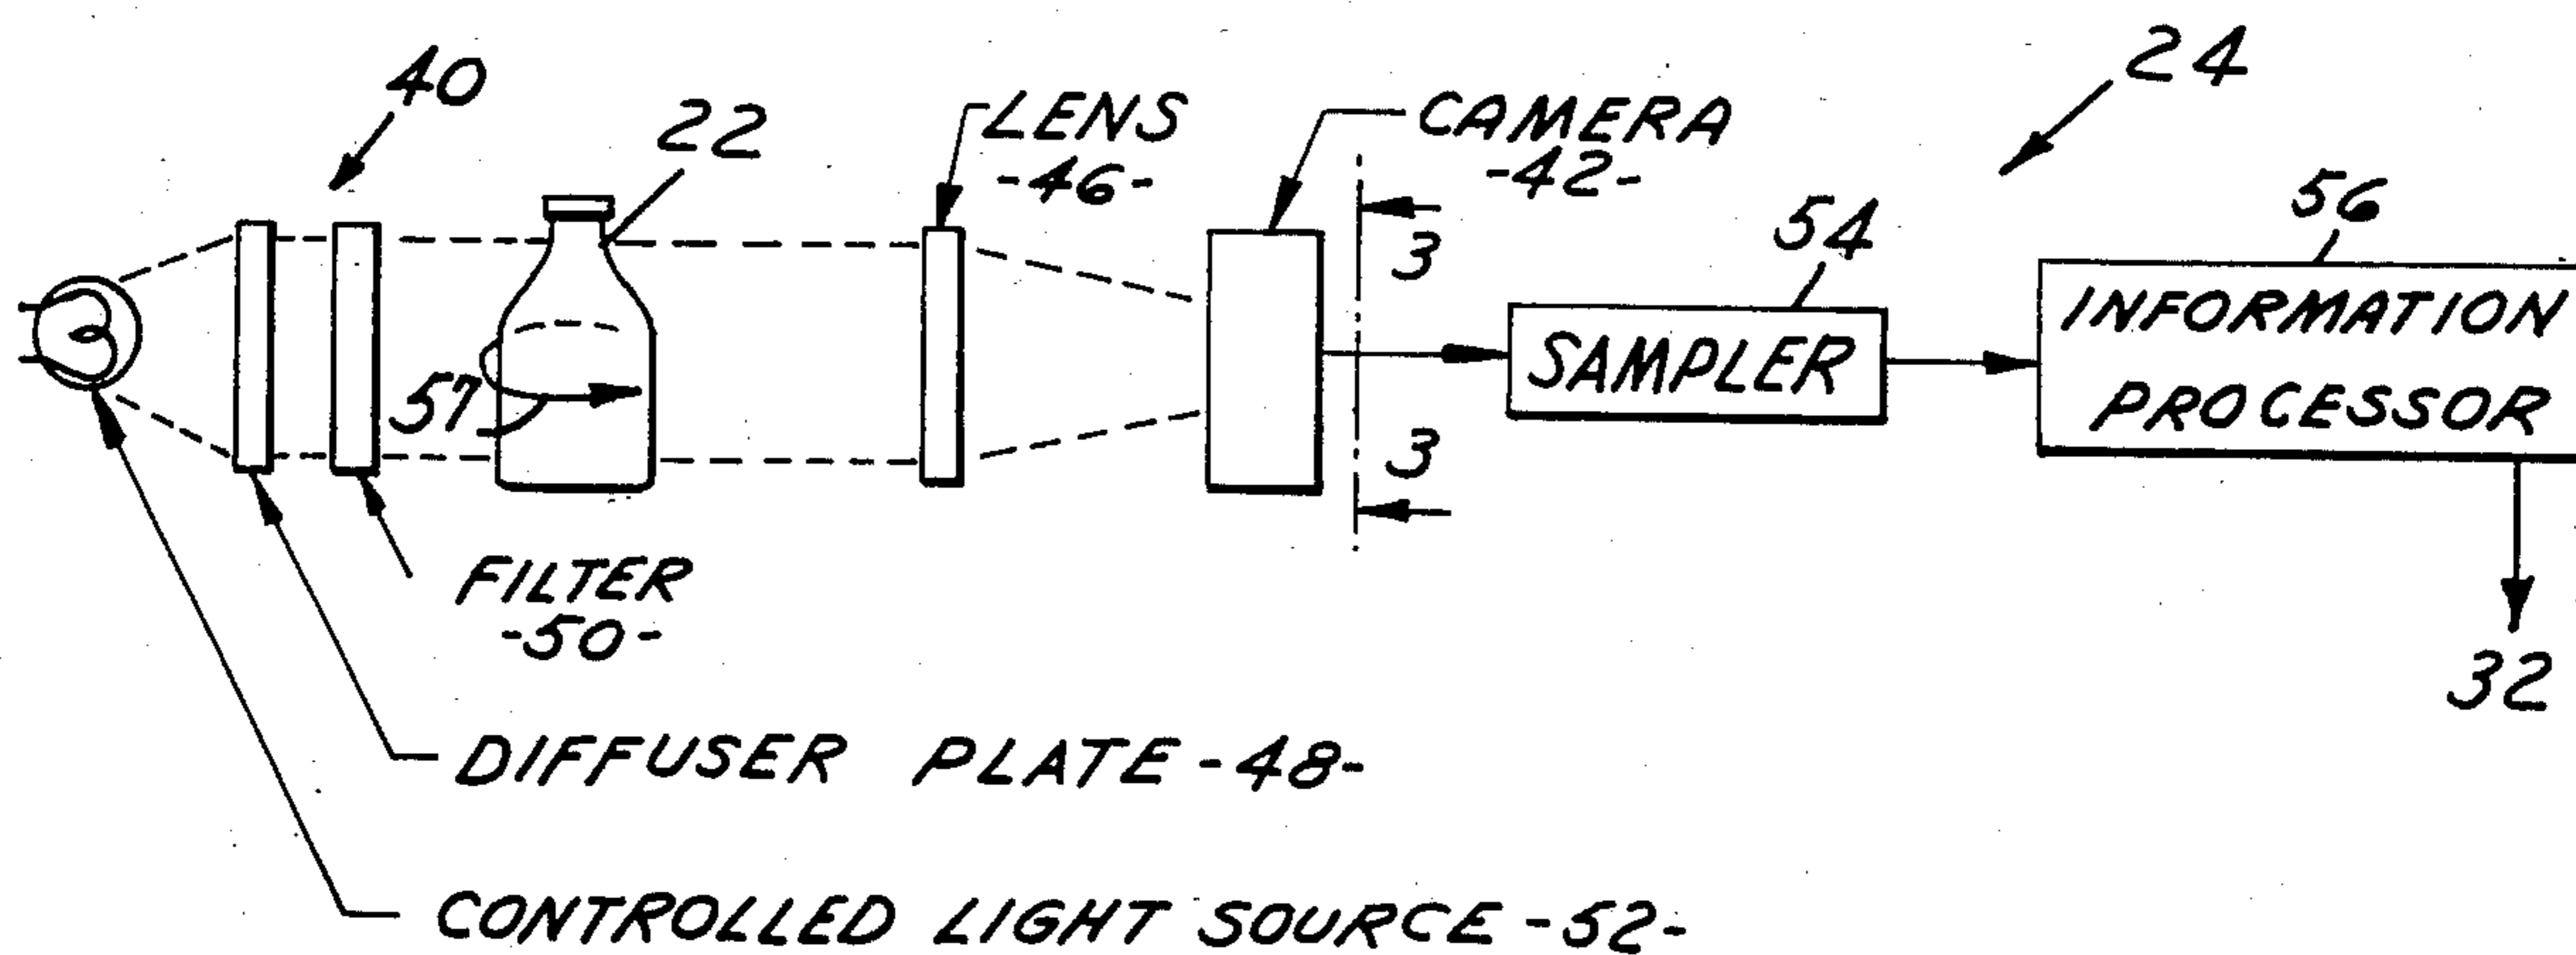 40
22
LENS
-46-
CAMERA
-42-
24
3
54
56
SAMPLER
INFORMATION
PROCESSOR
57
3
32
FILTER
-50-
DIFFUSER PLATE -48-
CONTROLLED LIGHT SOURCE -52-